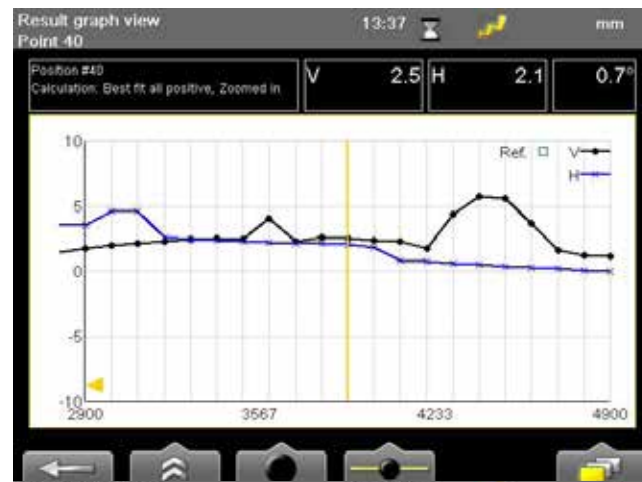 Result graph view 13:37 mm
Point 40
Position #40
Calculation: Best fit all positive, Zoomed in
V 2.5 H 2.1 0.7°
10
Ref. V
H
5
0
-5
-10
2900 3567 4233 4900